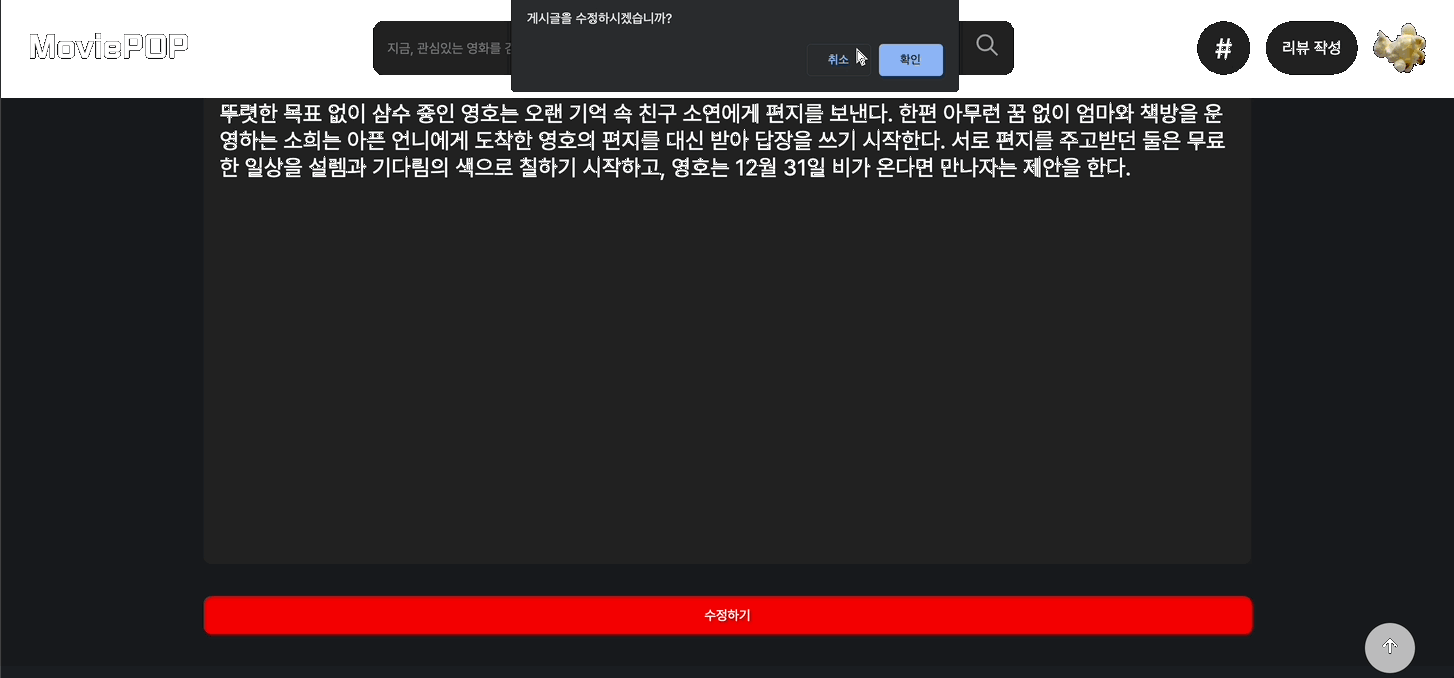 게시글을 수정하시겠습니까?
MoviePOP
지금, 관심있는 영화를 검
취소
확인
#
리뷰 작성
뚜렷한 목표 없이 삼수 중인 영호는 오랜 기억 속 친구 소연에게 편지를 보낸다. 한편 아무런 꿈 없이 엄마와 책방을 운
영하는 소희는 아픈 언니에게 도착한 영호의 편지를 대신 받아 답장을 쓰기 시작한다. 서로 편지를 주고받던 둘은 무료
한 일상을 설렘과 기다림의 색으로 칠하기 시작하고, 영호는 12월 31일 비가 온다면 만나자는 제안을 한다.
수정하기